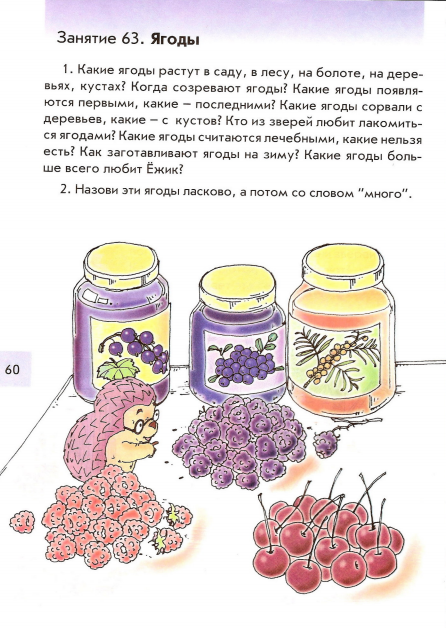 Занятие 63. Ягоды
1. Какие ягоды растут в саду, в лесу, на болоте, на дере-
вьях, кустах? Когда созревают ягоды? Какие ягоды появля-
ются первыми, какие – последними? Какие ягоды сорвали с
деревьев, какие – с кустов? Кто из зверей любит лакомить-
ся ягодами? Какие ягоды считаются лечебными, какие нельзя
есть? Как заготавливают ягоды на зиму? Какие ягоды боль-
ше всего любит Ёжик?
2. Назови эти ягоды ласково, а потом со словом "много".
60